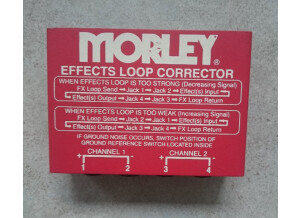 MORLEY®
EFFECTS LOOP CORRECTOR
WHEN EFFECTS LOOP IS TOO STRONG (Decreasing Signal)
FX Loop Send → Jack 1 → Jack 2 → Effect(s) Input
Effect(s) Output → Jack 4 → Jack 3 → FX Loop Return
WHEN EFFECTS LOOP IS TOO WEAK (Increasing Signal)
FX Loop Send → Jack 2 → Jack 1 → Effect(s) Input
Effect(s) Output → Jack 3 → Jack 4 → FX Loop Return
IF GROUND NOISE OCCURS, SWITCH POSITION OF
GROUND REFERENCE SWITCH LOCATED INSIDE
CHANNEL 1 CHANNEL 2
+ - + -
1 2 3 4